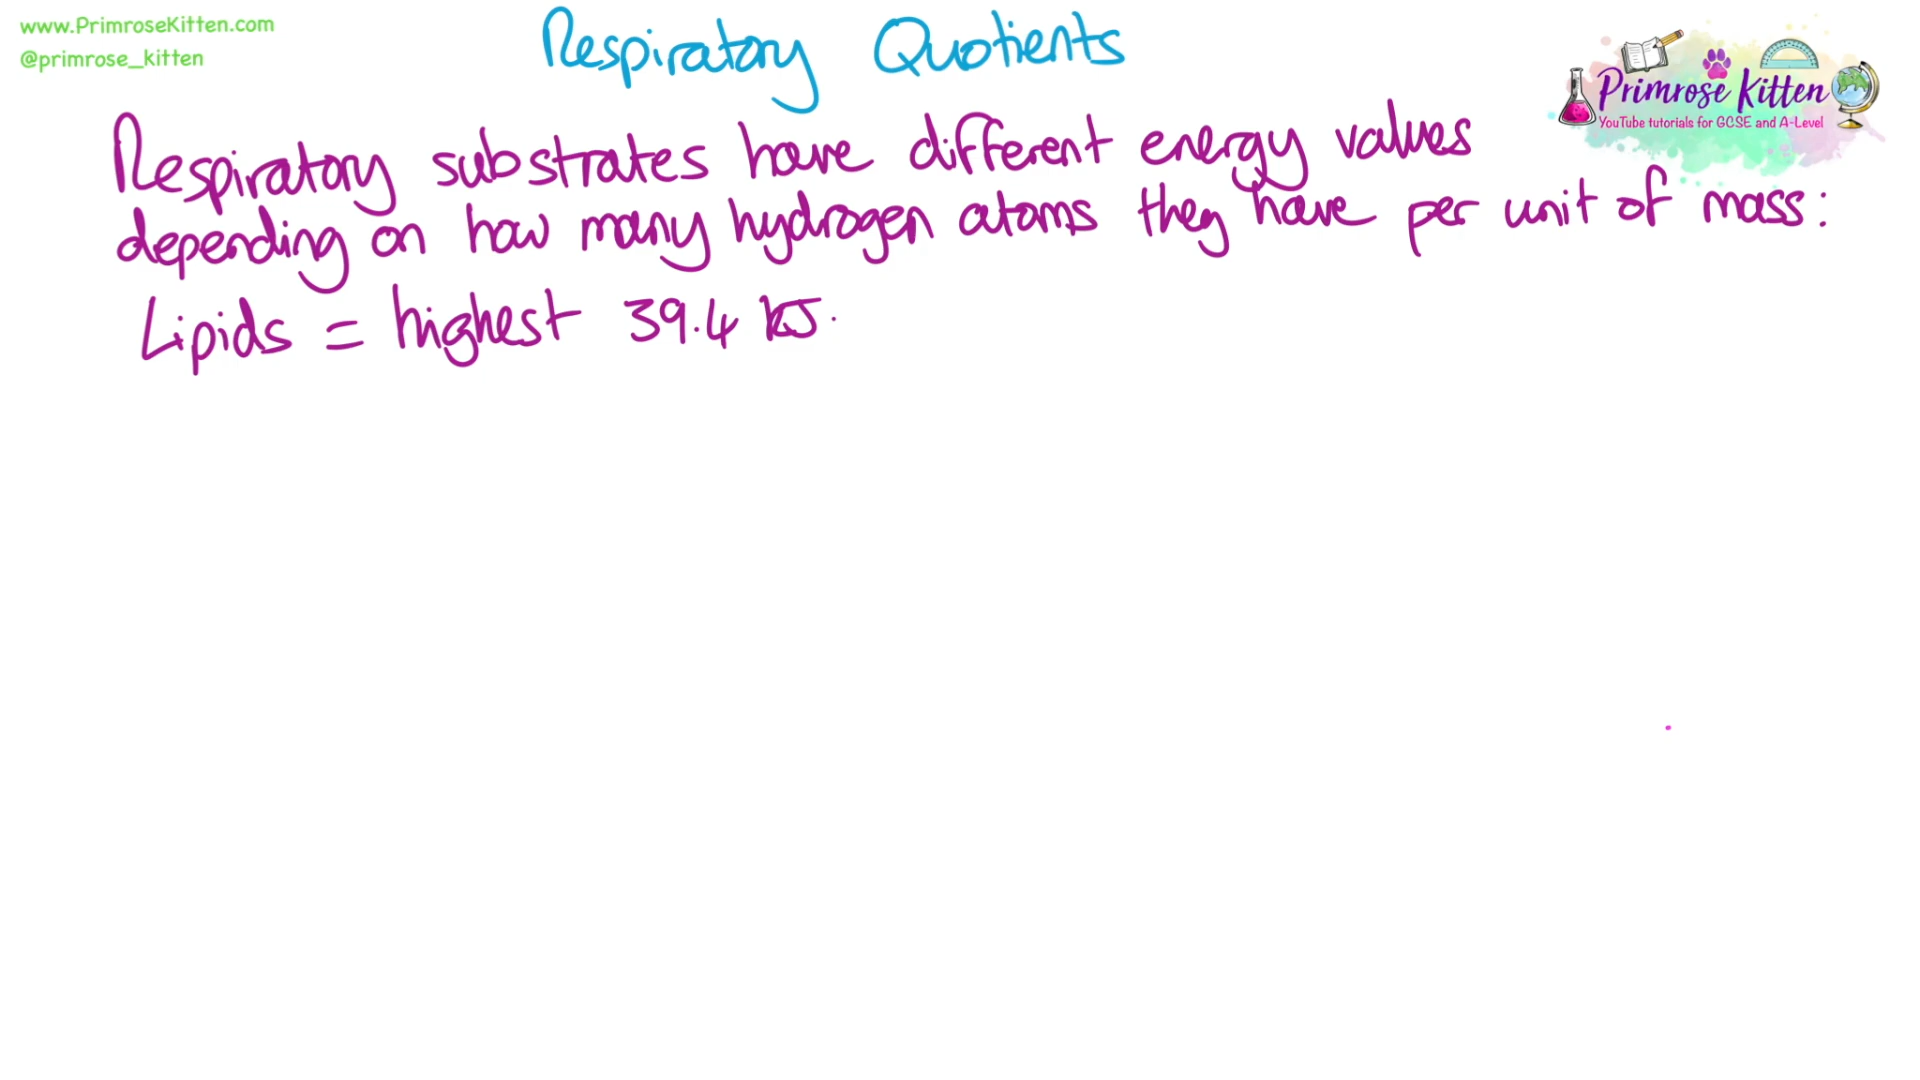 www.PrimroseKitten.com
@primrose_kitten
Respiratory Quotients
Primrose Kitten
YouTube tutorials for GCSE and A-Level
Respiratory substrates have different energy values
depending on how many hydrogen atoms they have per unit of mass:
Lipids = highest 39.4 kJ.